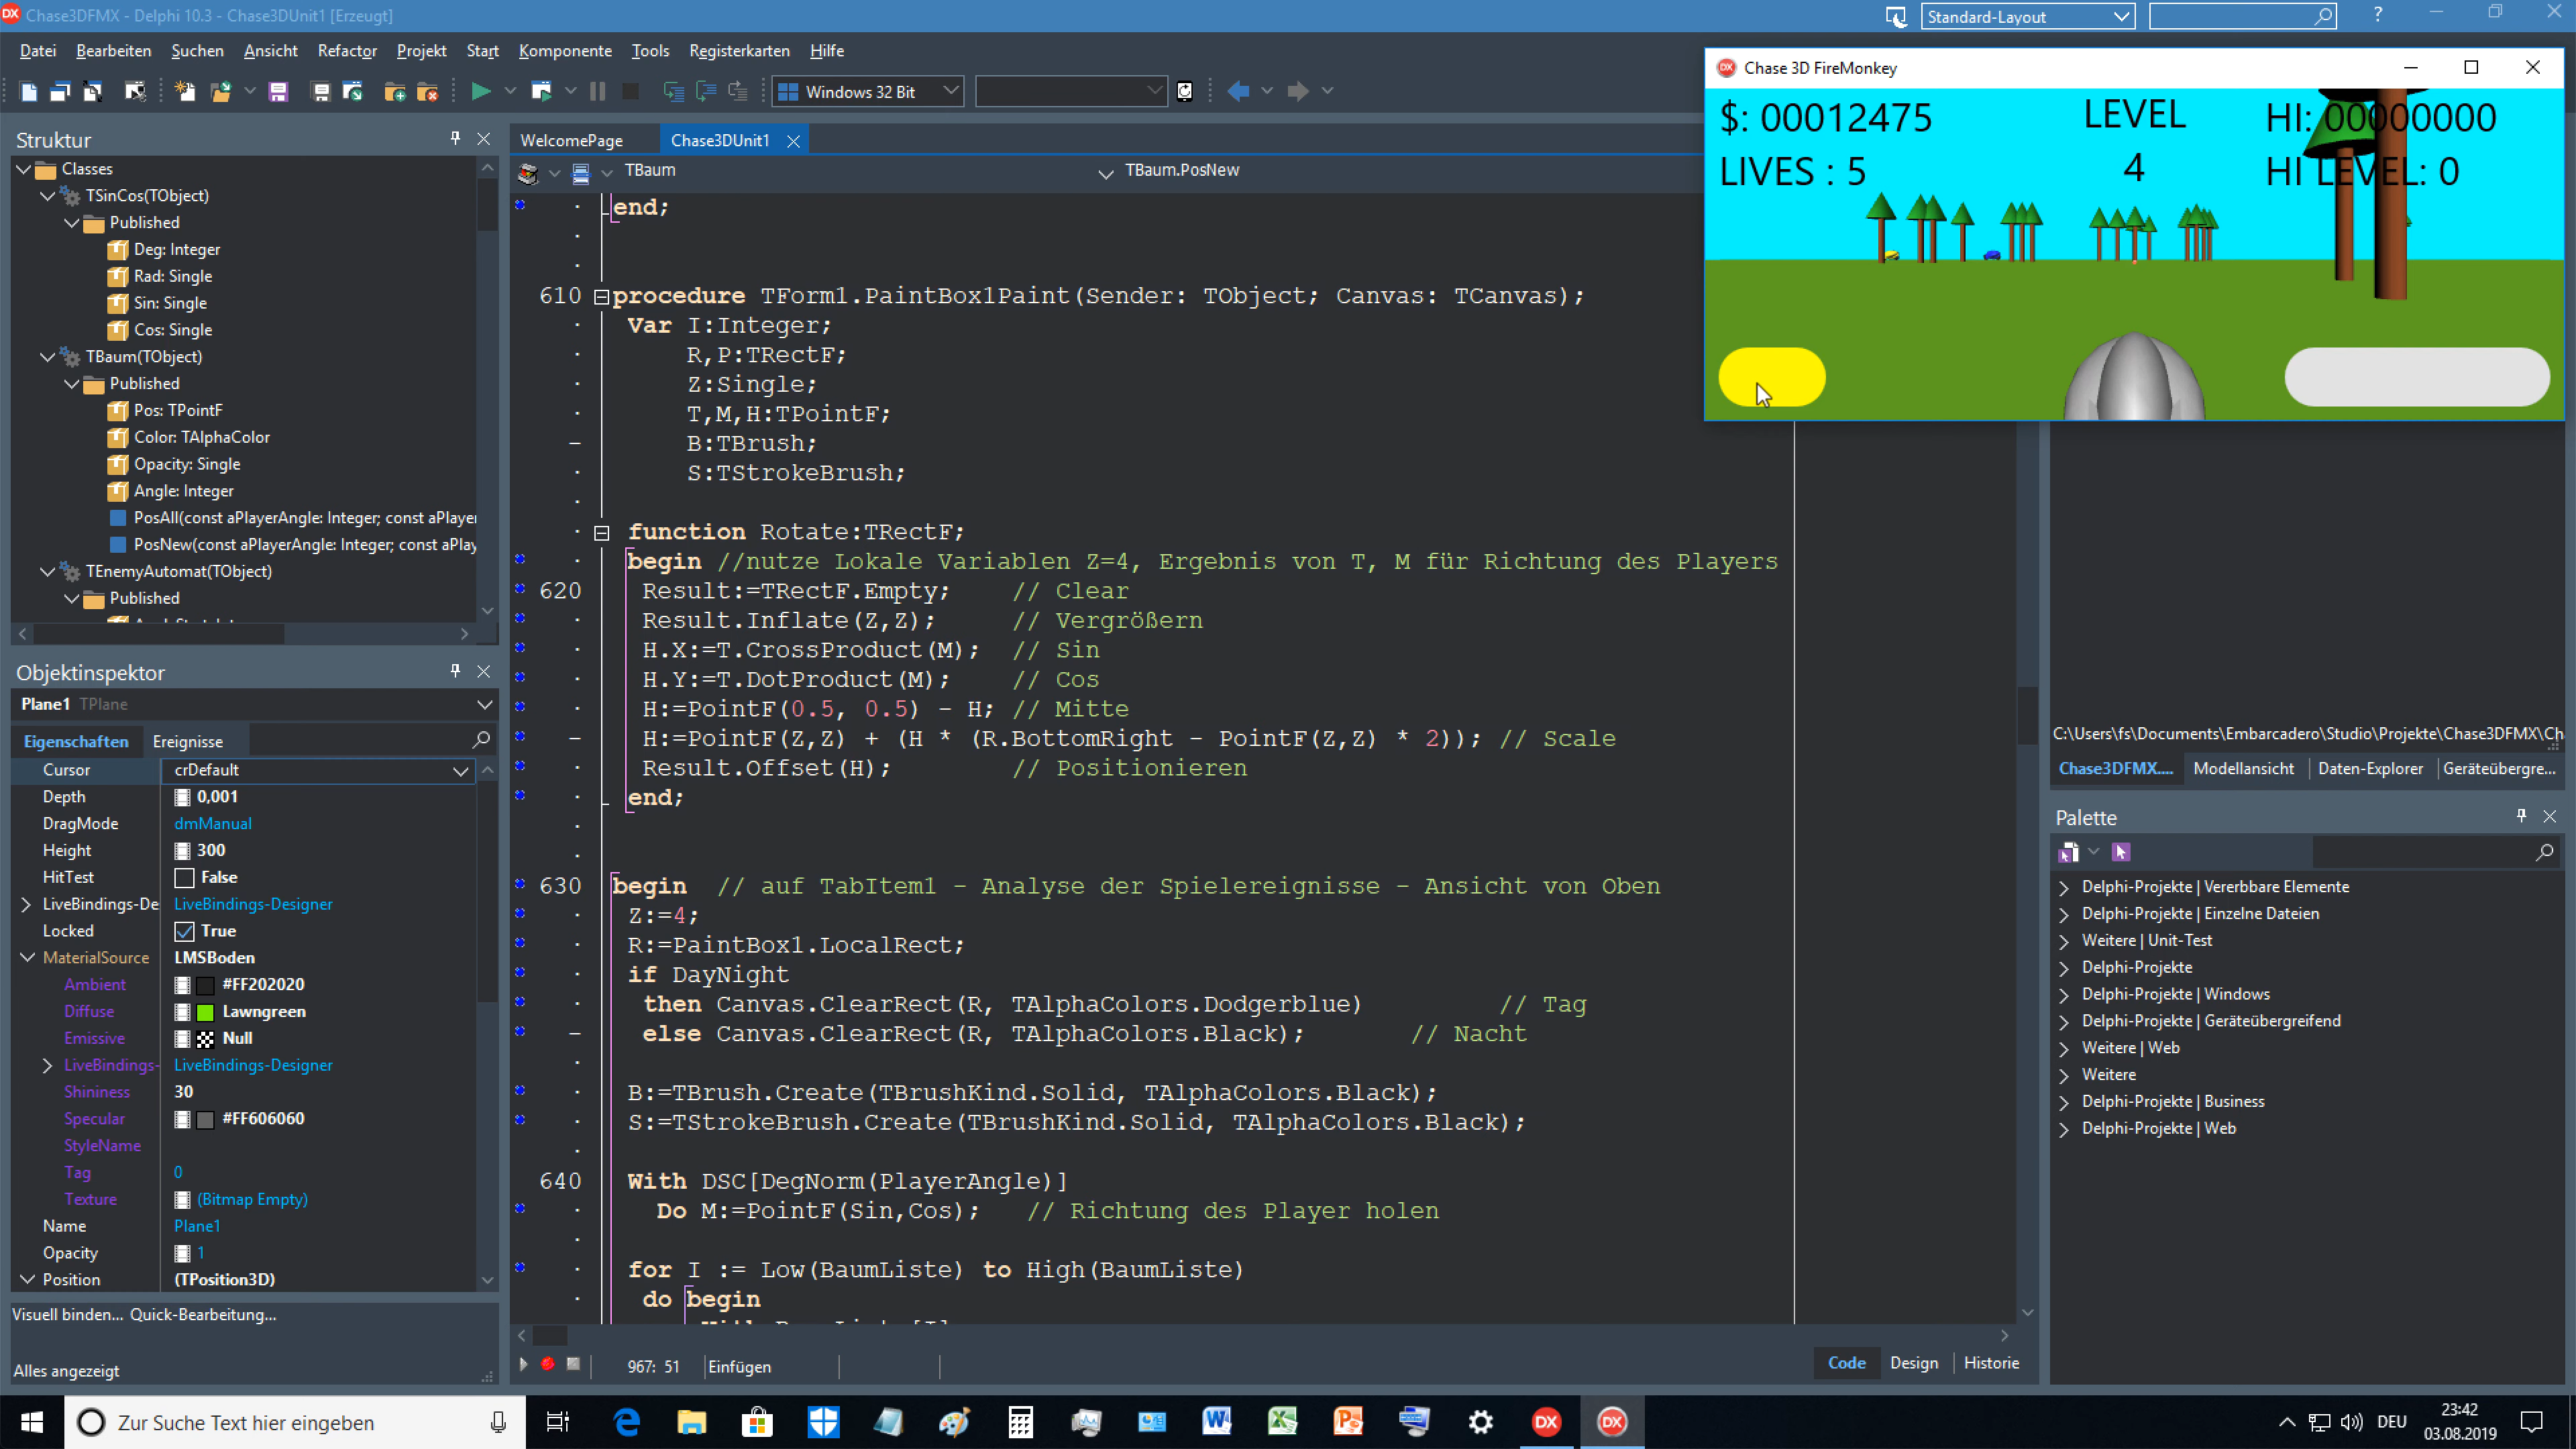 Chase3DFMX - Delphi 10.3 - Chase3DUnit1 [Erzeugt]
Standard-Layout
?
Datei Bearbeiten Suchen Ansicht Refactor Projekt Start Komponente Tools Registerkarten Hilfe
Windows 32 Bit
Chase 3D FireMonkey
$: 00012475
LEVEL
HI: 00000000
LIVES : 5
4
HI LEVEL: 0
Struktur
Classes
TSinCos(TObject)
Published
Deg: Integer
Rad: Single
Sin: Single
Cos: Single
TBaum(TObject)
Published
Pos: TPointF
Color: TAlphaColor
Opacity: Single
Angle: Integer
PosAll(const aPlayerAngle: Integer; const aPlayer
PosNew(const aPlayerAngle: Integer; const aPlay
TEnemyAutomat(TObject)
Published
Objektinspektor
Plane1 TPlane
Eigenschaften Ereignisse
Cursor crDefault
Depth 0,001
DragMode dmManual
Height 300
HitTest False
LiveBindings-De LiveBindings-Designer
Locked True
MaterialSource LMSBoden
Ambient #FF202020
Diffuse Lawngreen
Emissive Null
LiveBindings- LiveBindings-Designer
Shininess 30
Specular #FF606060
StyleName
Tag 0
Texture (Bitmap Empty)
Name Plane1
Opacity 1
Position (TPosition3D)
Visuell binden... Quick-Bearbeitung...
Alles angezeigt
WelcomePage Chase3DUnit1
TBaum TBaum.PosNew
end;
610 procedure TForm1.PaintBox1Paint(Sender: TObject; Canvas: TCanvas);
Var I:Integer;
R,P:TRectF;
Z:Single;
T,M,H:TPointF;
B:TBrush;
S:TStrokeBrush;
function Rotate:TRectF;
begin //nutze Lokale Variablen Z=4, Ergebnis von T, M für Richtung des Players
620 Result:=TRectF.Empty; // Clear
Result.Inflate(Z,Z); // Vergrößern
H.X:=T.CrossProduct(M); // Sin
H.Y:=T.DotProduct(M); // Cos
H:=PointF(0.5, 0.5) - H; // Mitte
H:=PointF(Z,Z) + (H * (R.BottomRight - PointF(Z,Z) * 2)); // Scale
Result.Offset(H); // Positionieren
end;
630 begin // auf TabItem1 - Analyse der Spielereignisse - Ansicht von Oben
Z:=4;
R:=PaintBox1.LocalRect;
if DayNight
then Canvas.ClearRect(R, TAlphaColors.Dodgerblue) // Tag
else Canvas.ClearRect(R, TAlphaColors.Black); // Nacht
B:=TBrush.Create(TBrushKind.Solid, TAlphaColors.Black);
S:=TStrokeBrush.Create(TBrushKind.Solid, TAlphaColors.Black);
640 With DSC[DegNorm(PlayerAngle)]
Do M:=PointF(Sin,Cos); // Richtung des Player holen
for I := Low(BaumListe) to High(BaumListe)
do begin
967: 51 Einfügen
Code Design Historie
C:\Users\fs\Documents\Embarcadero\Studio\Projekte\Chase3DFMX\Ch
Chase3DFMX.... Modellansicht Daten-Explorer Geräteübergre...
Palette
Delphi-Projekte | Vererbbare Elemente
Delphi-Projekte | Einzelne Dateien
Weitere | Unit-Test
Delphi-Projekte
Delphi-Projekte | Windows
Delphi-Projekte | Geräteübergreifend
Weitere | Web
Weitere
Delphi-Projekte | Business
Delphi-Projekte | Web
Zur Suche Text hier eingeben
DEU
23:42
03.08.2019